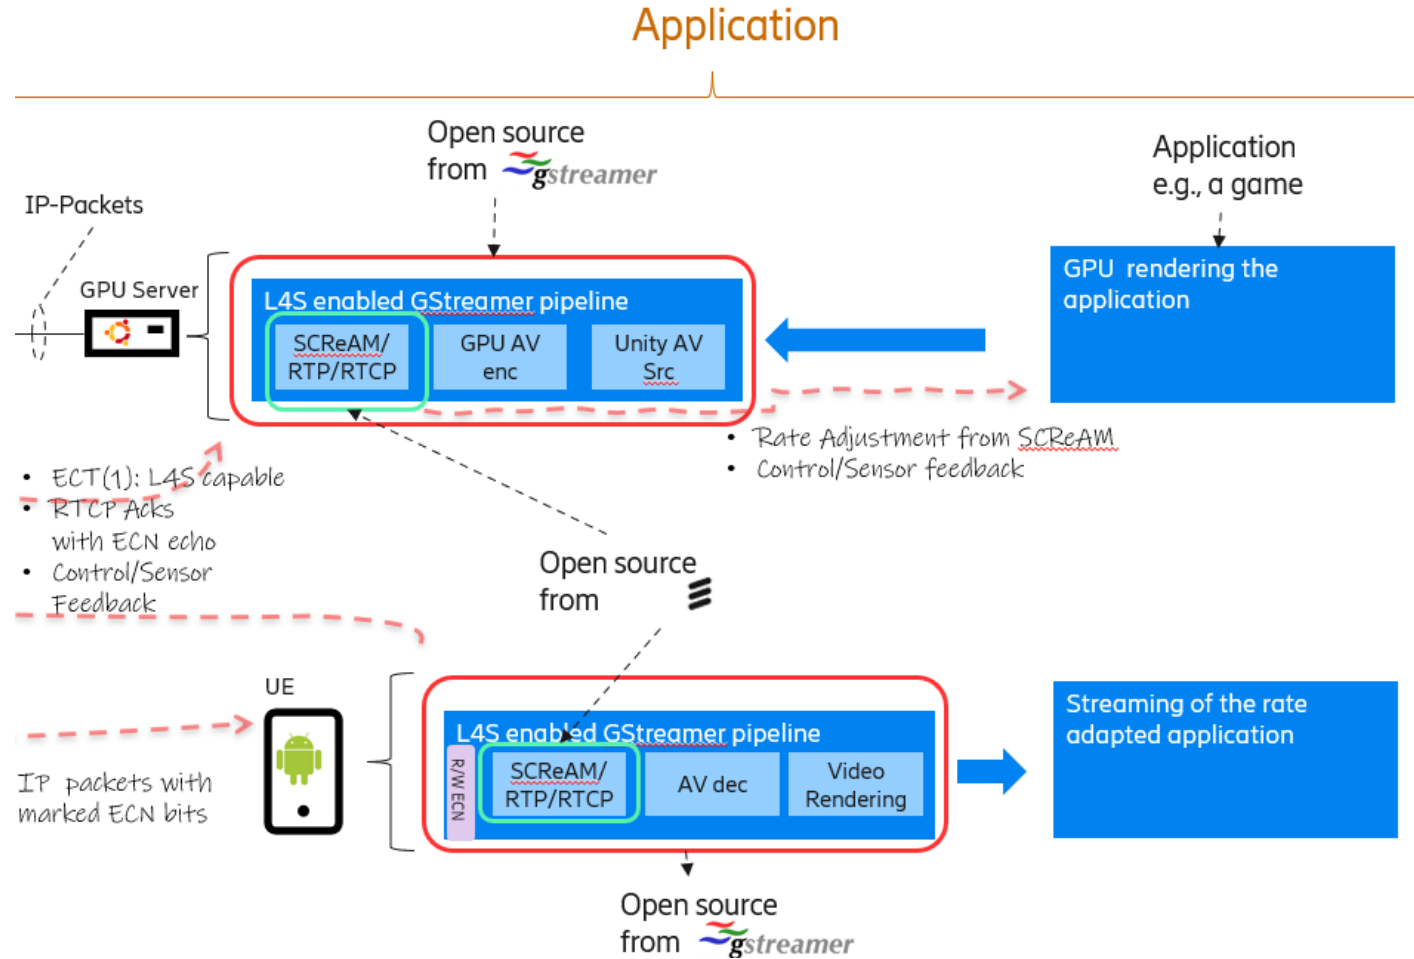 Application
Open source
from gstreamer
Application
e.g., a game
IP-Packets
GPU Server
L4S enabled GStreamer pipeline
SCReAM/
RTP/RTCP
GPU AV
enc
Unity AV
Src
GPU rendering the
application
• Rate Adjustment from SCReAM
• Control/Sensor feedback
• ECT(1): L4S capable
• RTCP Acks
with ECN echo
• Control/Sensor
Feedback
Open source
from
UE
IP packets with
marked ECN bits
L4S enabled GStreamer pipeline
R/W ECN
SCReAM/
RTP/RTCP
AV dec
Video
Rendering
Streaming of the rate
adapted application
Open source
from gstreamer